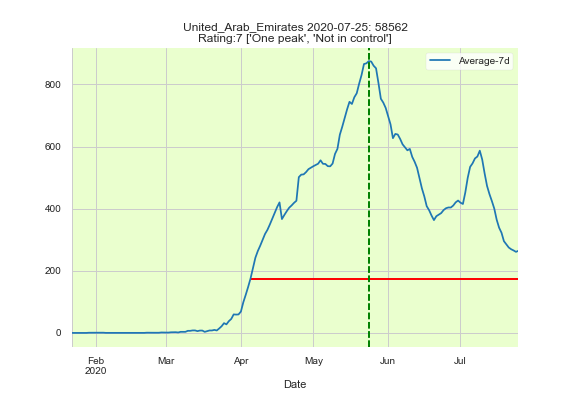 United_Arab_Emirates 2020-07-25: 58562
Rating:7 ['One peak', 'Not in control']
Average-7d
800
600
400
200
0
Feb
2020
Mar
Apr
May
Jun
Jul
Date